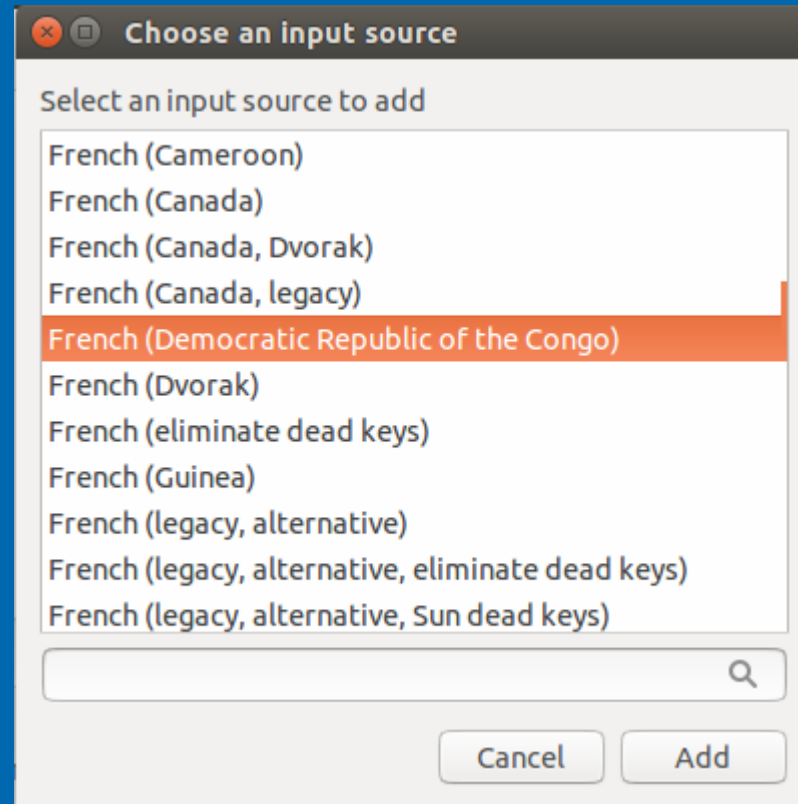 Choose an input source
Select an input source to add
French (Cameroon)
French (Canada)
French (Canada, Dvorak)
French (Canada, legacy)
French (Democratic Republic of the Congo)
French (Dvorak)
French (eliminate dead keys)
French (Guinea)
French (legacy, alternative)
French (legacy, alternative, eliminate dead keys)
French (legacy, alternative, Sun dead keys)
Cancel Add